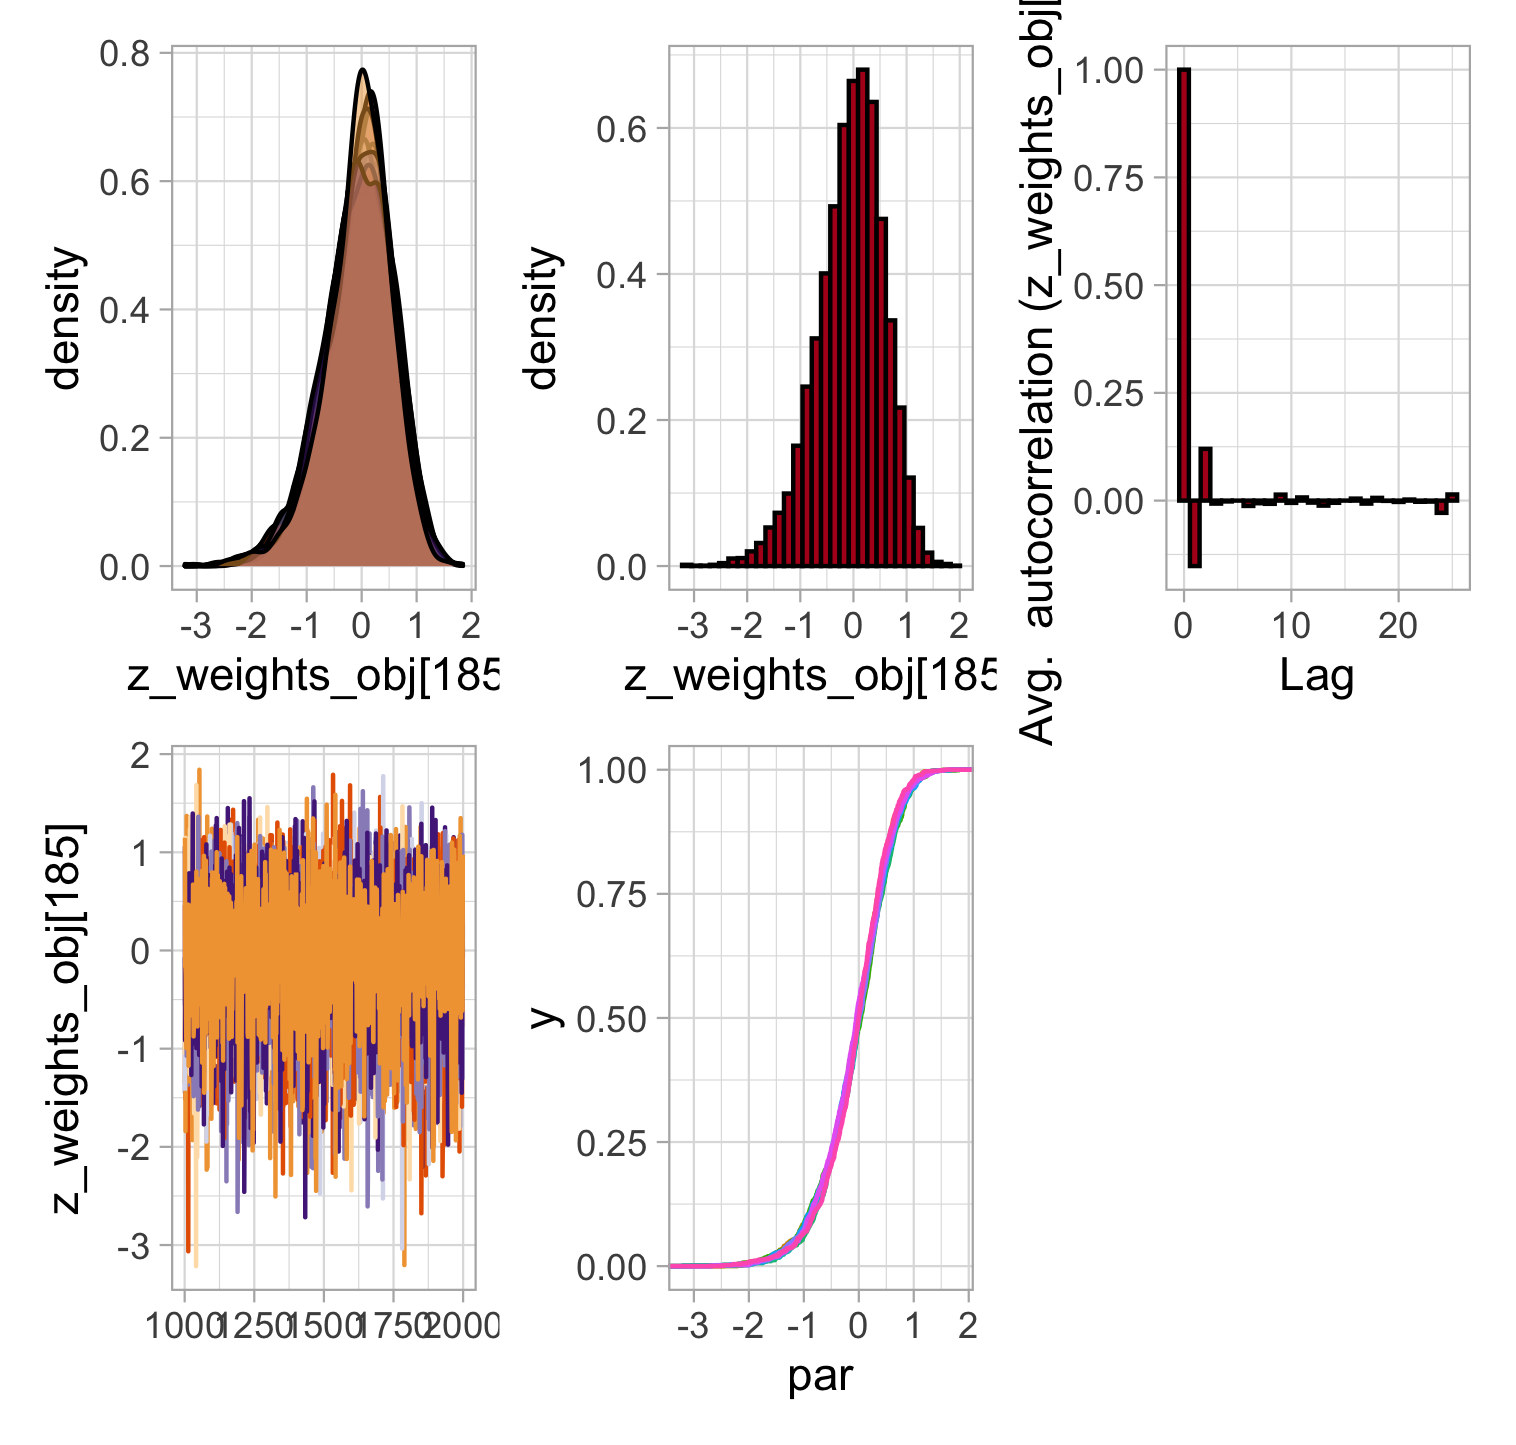 0.8
0.6
0.4
0.2
0.0
density
-3 -2 -1 0 1 2
z_weights_obj[185
0.6
0.4
0.2
0.0
density
-3 -2 -1 0 1 2
z_weights_obj[185
1.00
0.75
0.50
0.25
0.00
Avg. autocorrelation (z_weights_obj[
0 10 20
Lag
2
1
0
-1
-2
-3
z_weights_obj[185]
1000 1250 1500 1750 2000
1.00
0.75
0.50
0.25
0.00
y
-3 -2 -1 0 1 2
par